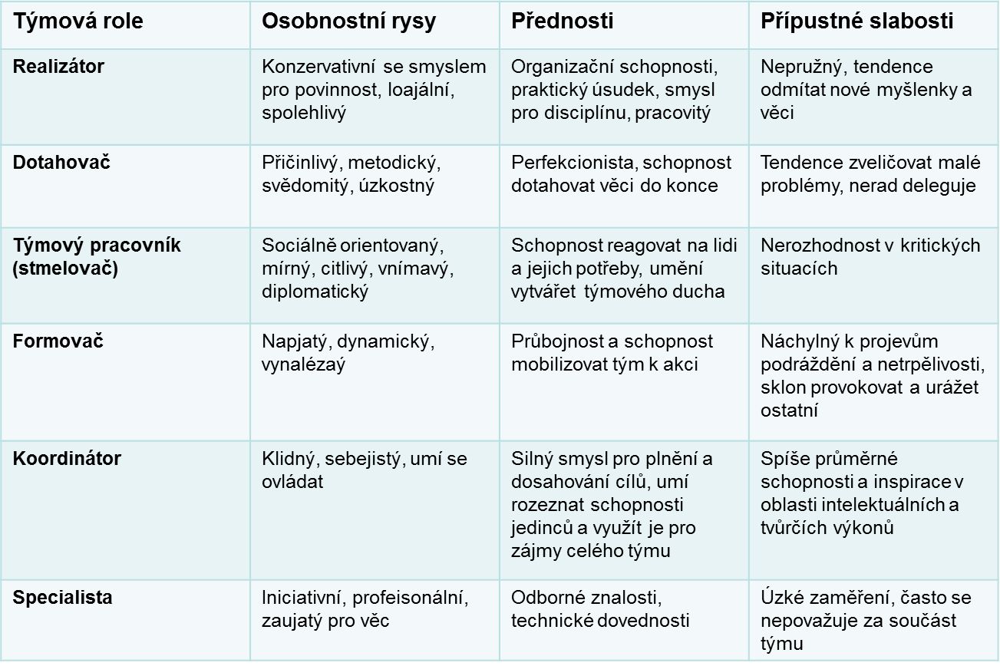 Týmová role
Osobnostní rysy
Přednosti
Přípustné slabosti
Realizátor
Konzervativní se smyslem
pro povinnost, loajální,
spolehlivý
Organizační schopnosti,
praktický úsudek, smysl
pro disciplínu, pracovitý
Nepružný, tendence
odmítat nové myšlenky a
věci
Dotahovač
Přičinlivý, metodický,
svědomitý, úzkostný
Perfekcionista, schopnost
dotahovat věci do konce
Tendence zveličovat malé
problémy, nerad deleguje
Týmový pracovník
(stmelovač)
Sociálně orientovaný,
mírný, citlivý, vnímavý,
diplomatický
Schopnost reagovat na lidi
a jejich potřeby, umění
vytvářet týmového ducha
Nerozhodnost v kritických
situacích
Formovač
Napjatý, dynamický,
vynalézaý
Průbojnost a schopnost
mobilizovat tým k akci
Náchylný k projevům
podráždění a netrpělivosti,
sklon provokovat a urážet
ostatní
Koordinátor
Klidný, sebejistý, umí se
ovládat
Silný smysl pro plnění a
dosahování cílů, umí
rozeznat schopnosti
jedinců a využít je pro
zájmy celého týmu
Spíše průměrné
schopnosti a inspirace v
oblasti intelektuálních a
tvůrčích výkonů
Specialista
Iniciativní, profeisonální,
zaujatý pro věc
Odborné znalosti,
technické dovednosti
Úzké zaměření, často se
nepovažuje za součást
týmu